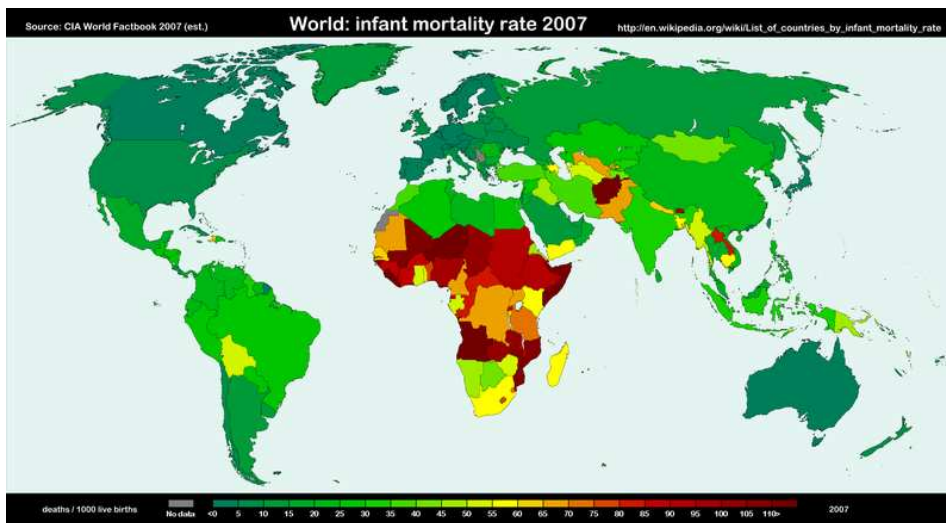 Source: CIA World Factbook 2007 (est.) World: infant mortality rate 2007 http://en.wikipedia.org/wiki/List_of_countries_by_infant_mortality_rate
deaths / 1000 live births No data <0 5 10 15 20 25 30 35 40 45 50 55 60 65 70 75 80 85 90 95 100 105 110> 2007